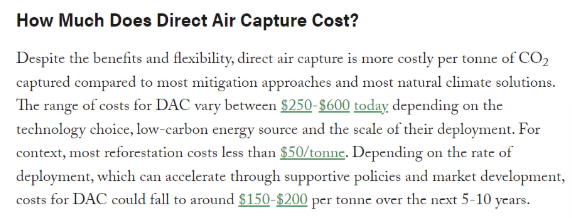 How Much Does Direct Air Capture Cost?
Despite the benefits and flexibility, direct air capture is more costly per tonne of CO₂
captured compared to most mitigation approaches and most natural climate solutions.
The range of costs for DAC vary between $250-$600 today depending on the
technology choice, low-carbon energy source and the scale of their deployment. For
context, most reforestation costs less than $50/tonne. Depending on the rate of
deployment, which can accelerate through supportive policies and market development,
costs for DAC could fall to around $150-$200 per tonne over the next 5-10 years.